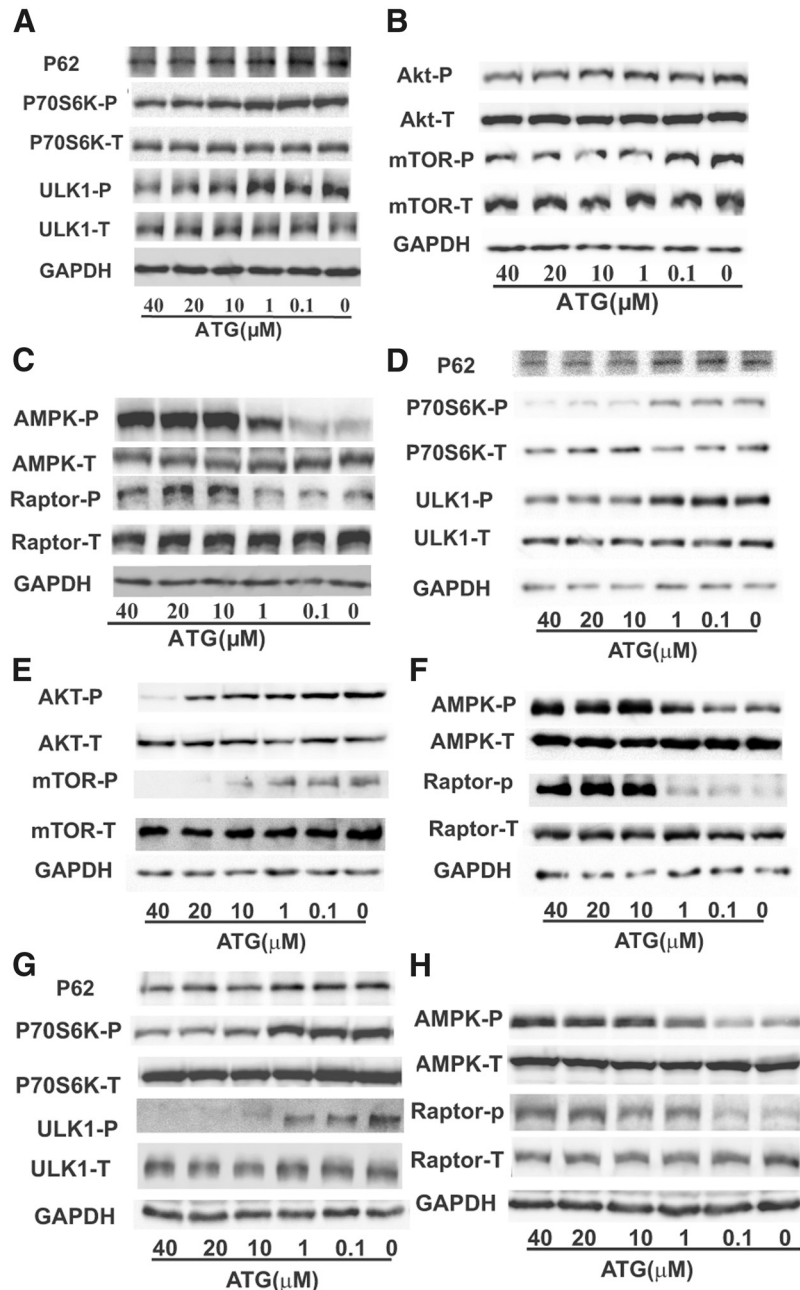 A
P62
P70S6K-P
P70S6K-T
ULK1-P
ULK1-T
GAPDH
40 20 10 1 0.1 0
ATG(µM)
B
Akt-P
Akt-T
mTOR-P
mTOR-T
GAPDH
40 20 10 1 0.1 0
ATG(µM)
C
AMPK-P
AMPK-T
Raptor-P
Raptor-T
GAPDH
40 20 10 1 0.1 0
ATG(µM)
D
P62
P70S6K-P
P70S6K-T
ULK1-P
ULK1-T
GAPDH
40 20 10 1 0.1 0
ATG(µM)
E
AKT-P
AKT-T
mTOR-P
mTOR-T
GAPDH
40 20 10 1 0.1 0
ATG(µM)
F
AMPK-P
AMPK-T
Raptor-p
Raptor-T
GAPDH
40 20 10 1 0.1 0
ATG(µM)
G
P62
P70S6K-P
P70S6K-T
ULK1-P
ULK1-T
GAPDH
40 20 10 1 0.1 0
ATG(µM)
H
AMPK-P
AMPK-T
Raptor-p
Raptor-T
GAPDH
40 20 10 1 0.1 0
ATG(µM)